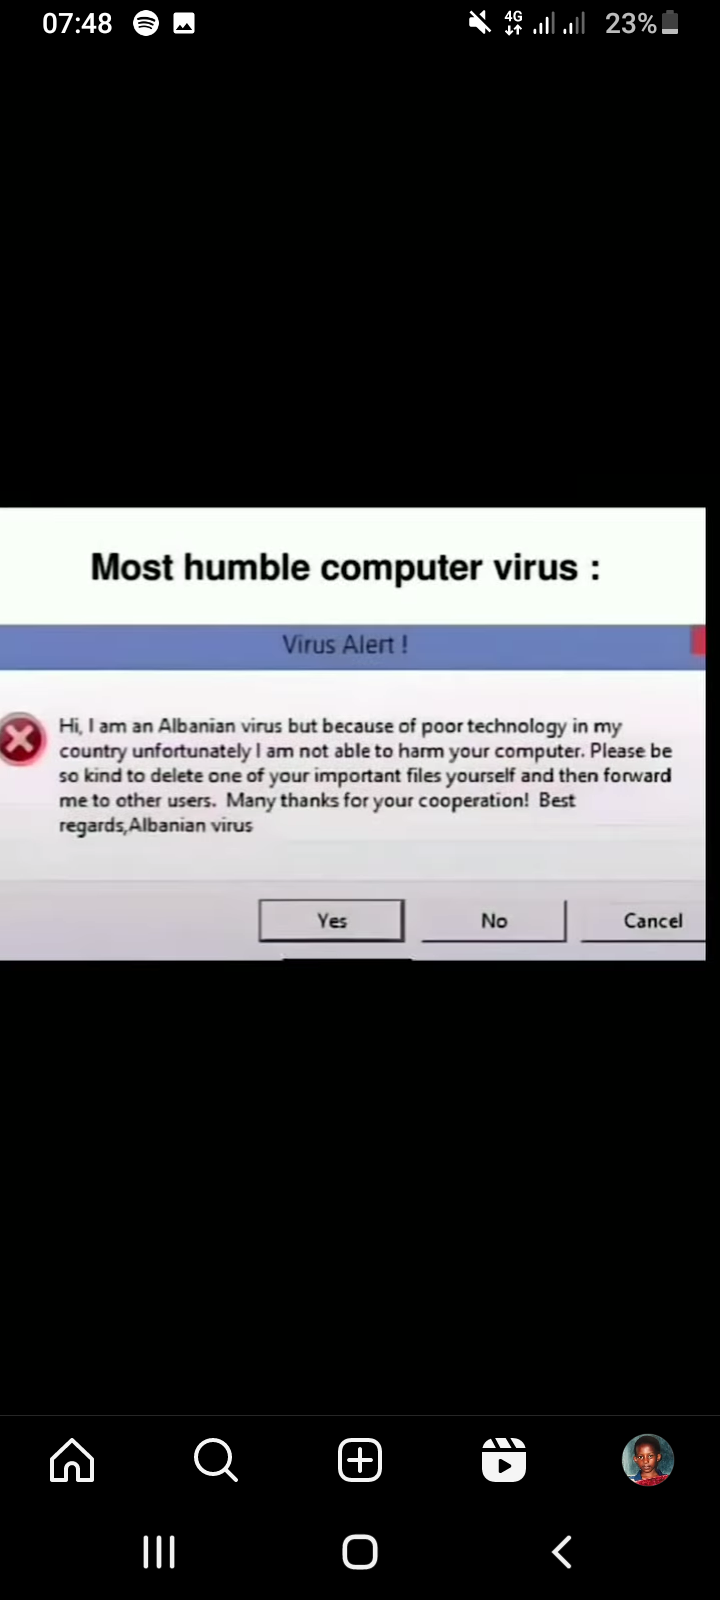 07:48
4G
23%
Most humble computer virus :
Virus Alert !
Hi, I am an Albanian virus but because of poor technology in my
country unfortunately I am not able to harm your computer. Please be
so kind to delete one of your important files yourself and then forward
me to other users.  Many thanks for your cooperation!  Best
regards,Albanian virus
Yes No Cancel